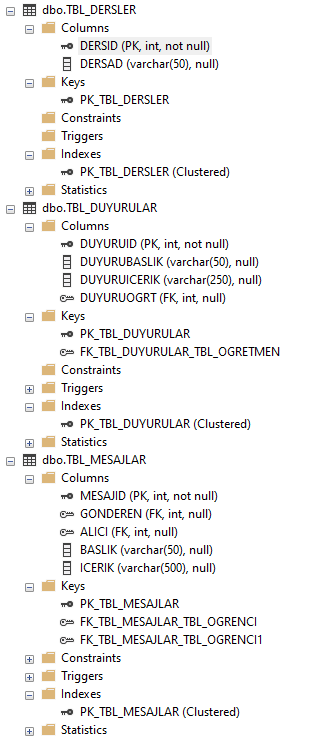 dbo.TBL_DERSLER
Columns
DERSID (PK, int, not null)
DERSAD (varchar(50), null)
Keys
PK_TBL_DERSLER
Constraints
Triggers
Indexes
PK_TBL_DERSLER (Clustered)
Statistics
dbo.TBL_DUYURULAR
Columns
DUYURUID (PK, int, not null)
DUYURUBASLIK (varchar(50), null)
DUYURUICERIK (varchar(250), null)
DUYURUOGRT (FK, int, null)
Keys
PK_TBL_DUYURULAR
FK_TBL_DUYURULAR_TBL_OGRETMEN
Constraints
Triggers
Indexes
PK_TBL_DUYURULAR (Clustered)
Statistics
dbo.TBL_MESAJLAR
Columns
MESAJID (PK, int, not null)
GONDEREN (FK, int, null)
ALICI (FK, int, null)
BASLIK (varchar(50), null)
ICERIK (varchar(500), null)
Keys
PK_TBL_MESAJLAR
FK_TBL_MESAJLAR_TBL_OGRENCI
FK_TBL_MESAJLAR_TBL_OGRENCI1
Constraints
Triggers
Indexes
PK_TBL_MESAJLAR (Clustered)
Statistics